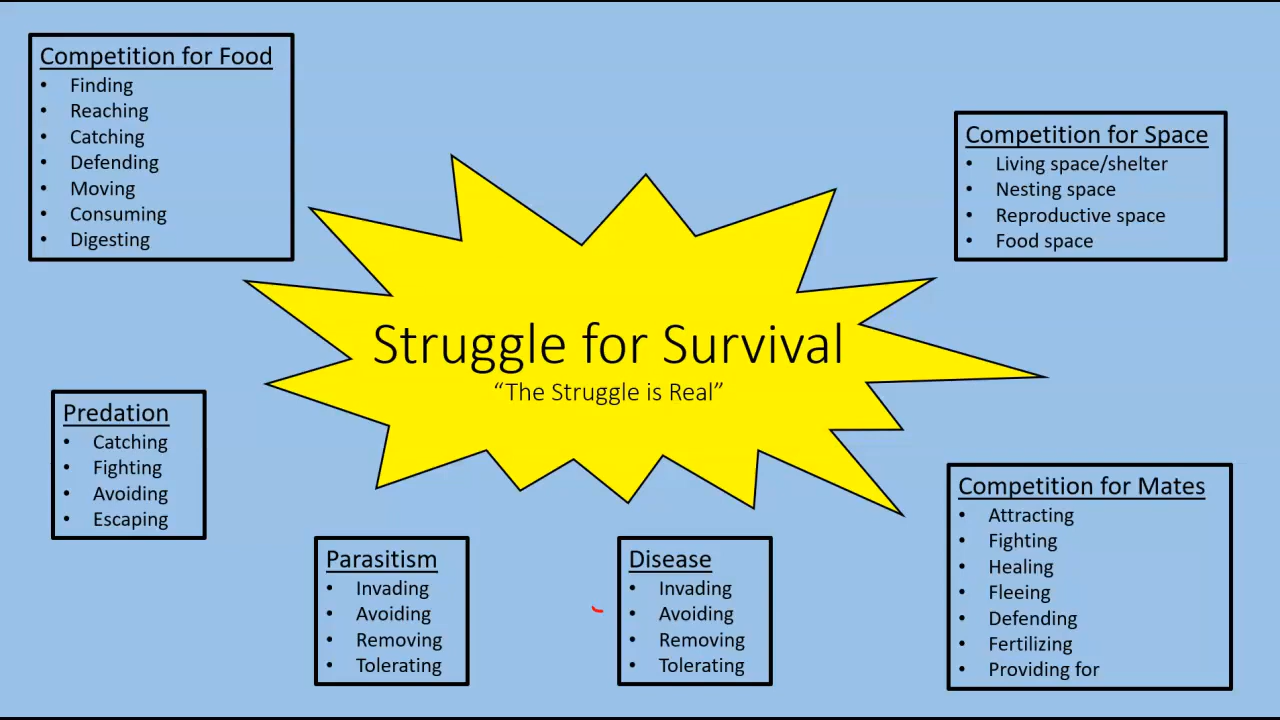 Competition for Food
• Finding
• Reaching
• Catching
• Defending
• Moving
• Consuming
• Digesting
Competition for Space
• Living space/shelter
• Nesting space
• Reproductive space
• Food space
Struggle for Survival
“The Struggle is Real”
Predation
• Catching
• Fighting
• Avoiding
• Escaping
Parasitism
• Invading
• Avoiding
• Removing
• Tolerating
Disease
• Invading
• Avoiding
• Removing
• Tolerating
Competition for Mates
• Attracting
• Fighting
• Healing
• Fleeing
• Defending
• Fertilizing
• Providing for